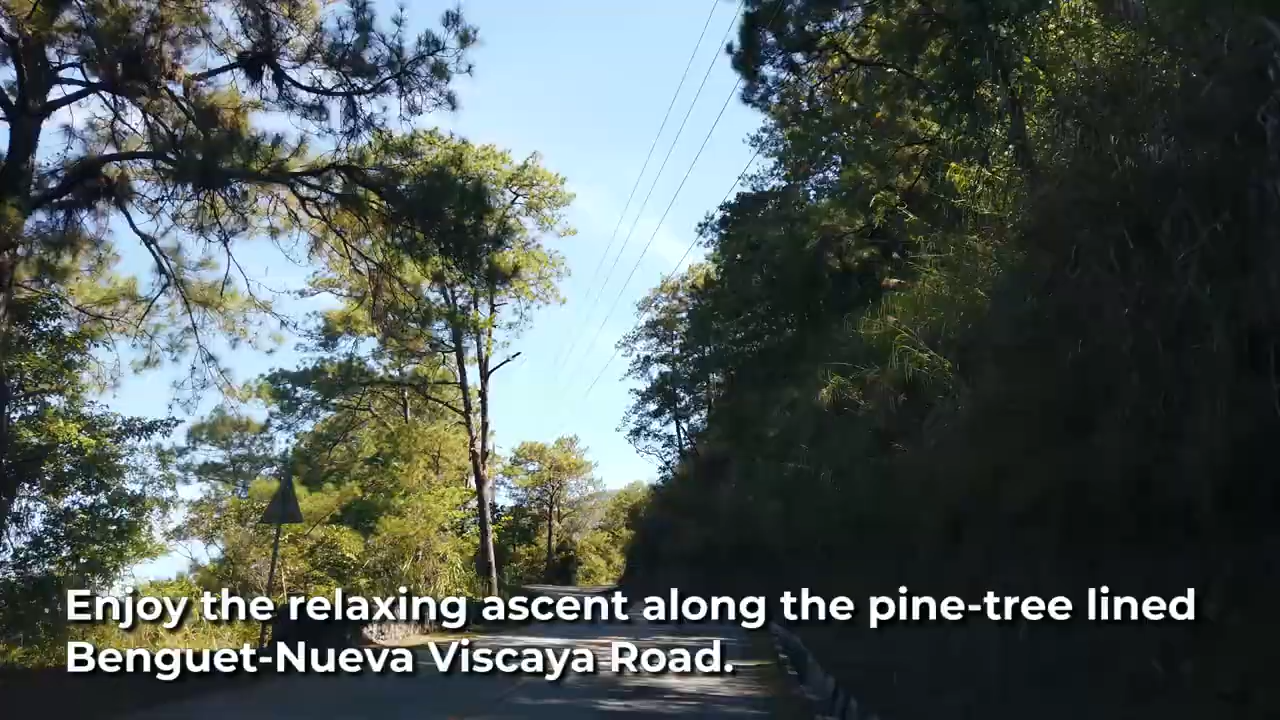 Enjoy the relaxing ascent along the pine-tree lined
Benguet-Nueva Viscaya Road.